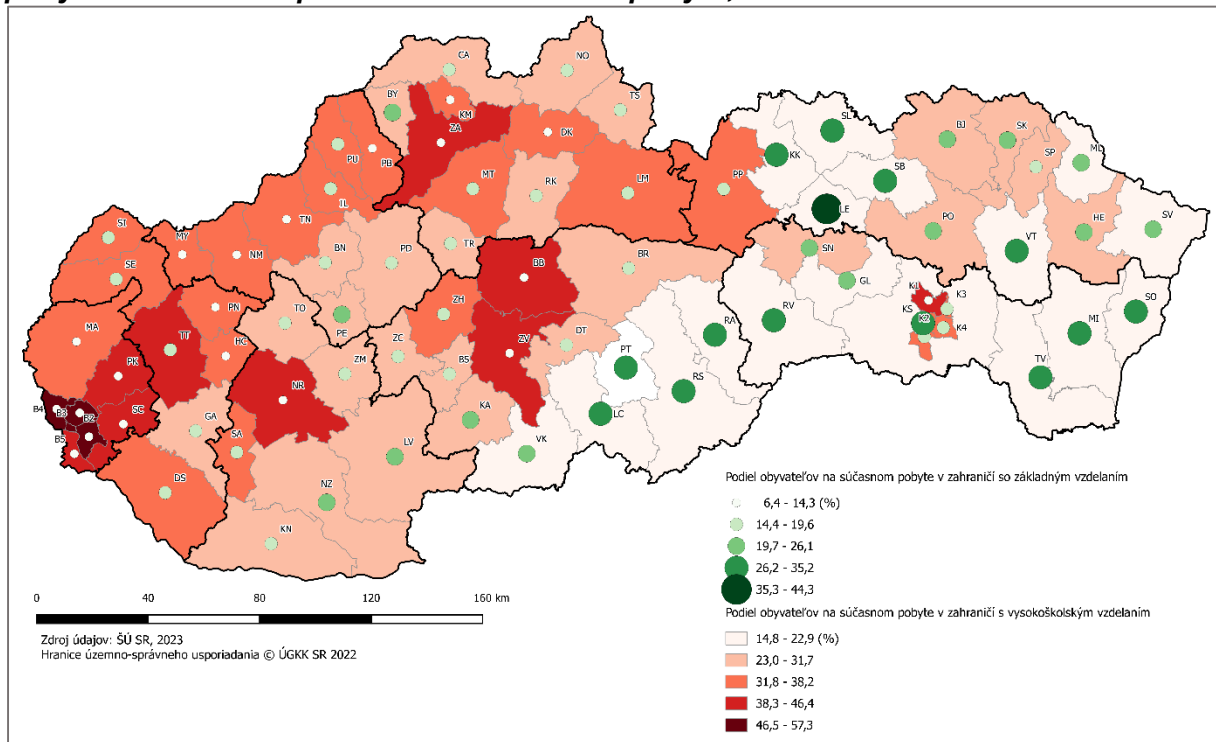 CA
NO
BY
KM
TS
ZA
DK
PU
PB
SL
BJ
SK
ML
KK
SP
PP
SB
MT
RK
LM
IL
LE
PO
HE
SV
SI
MY
TN
VT
SE
NM
BN
PD
TR
SN
BR
BB
GL
K1
K3
SO
MA
TT
PN
TO
PE
ZH
RV
KS
K2
K4
MI
HC
ZC
DT
RA
PK
ZM
BS
ZV
PT
TV
NR
RS
B4
B3
B2
SC
KA
LC
B5
GA
SA
LV
VK
DS
NZ
KN
Podiel obyvateľov na súčasnom pobyte v zahraničí so základným vzdelaním
6,4 - 14,3 (%)
14,4 - 19,6
19,7 - 26,1
26,2 - 35,2
35,3 - 44,3
0 40 80 160 km
Podiel obyvateľov na súčasnom pobyte v zahraničí s vysokoškolským vzdelaním
14,8 - 22,9 (%)
23,0 - 31,7
31,8 - 38,2
38,3 - 46,4
46,5 - 57,3
Zdroj údajov: ŠÚ SR, 2023
Hranice územno-správneho usporiadania © ÚGKK SR 2022